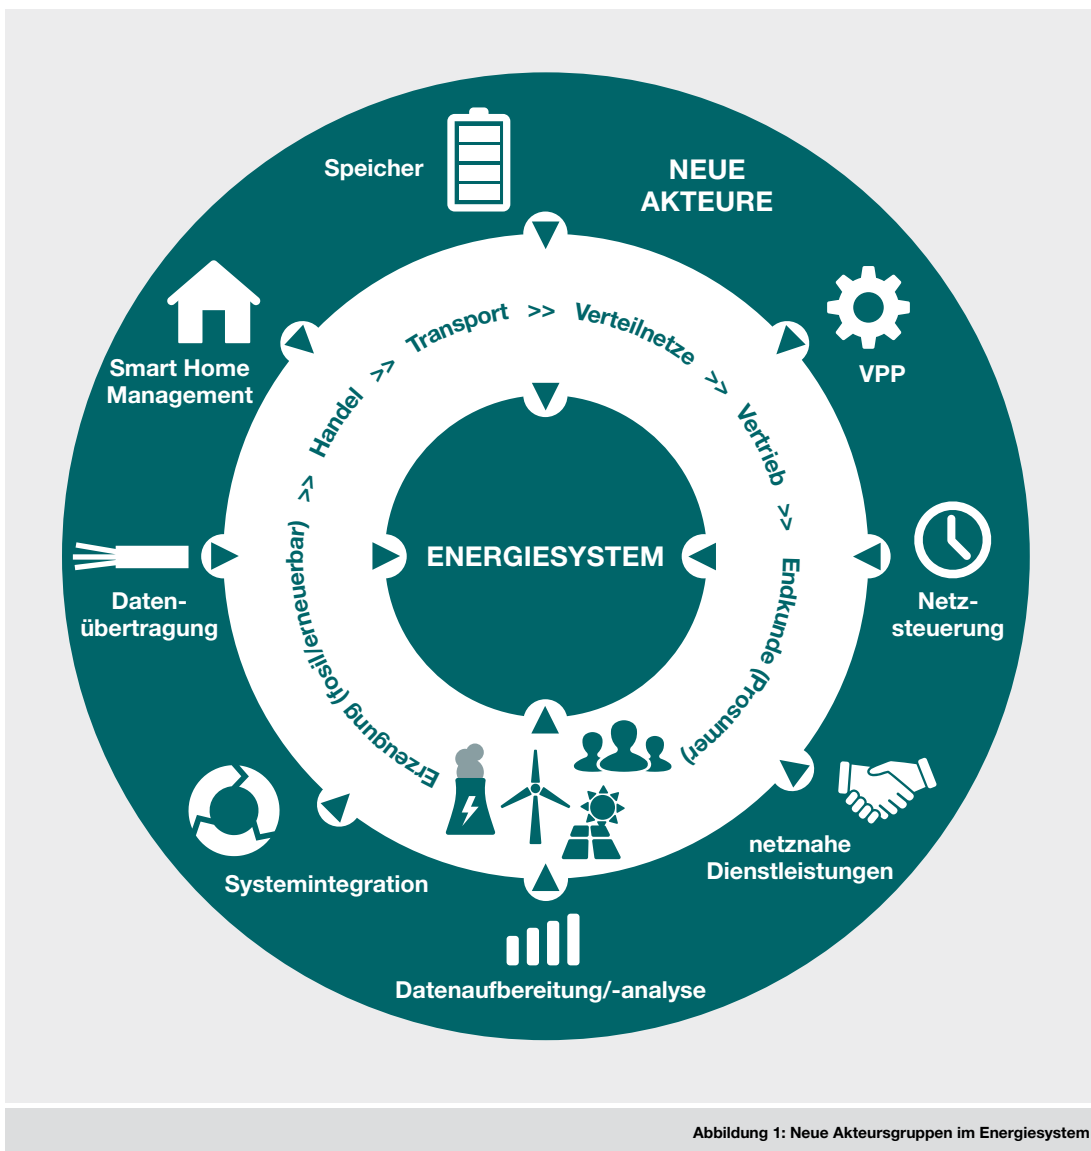 NEUE
AKTEURE
Speicher
VPP
Smart Home
Management
Netz-
steuerung
Daten-
übertragung
netznahe
Dienstleistungen
Systemintegration
Datenaufbereitung/-analyse
Erzeugung (fosil/erneuerbar) >> Handel >> Transport >> Verteilnetze >> Vertrieb >> Endkunde (Prosumer)
ENERGIESYSTEM
Abbildung 1: Neue Akteursgruppen im Energiesystem